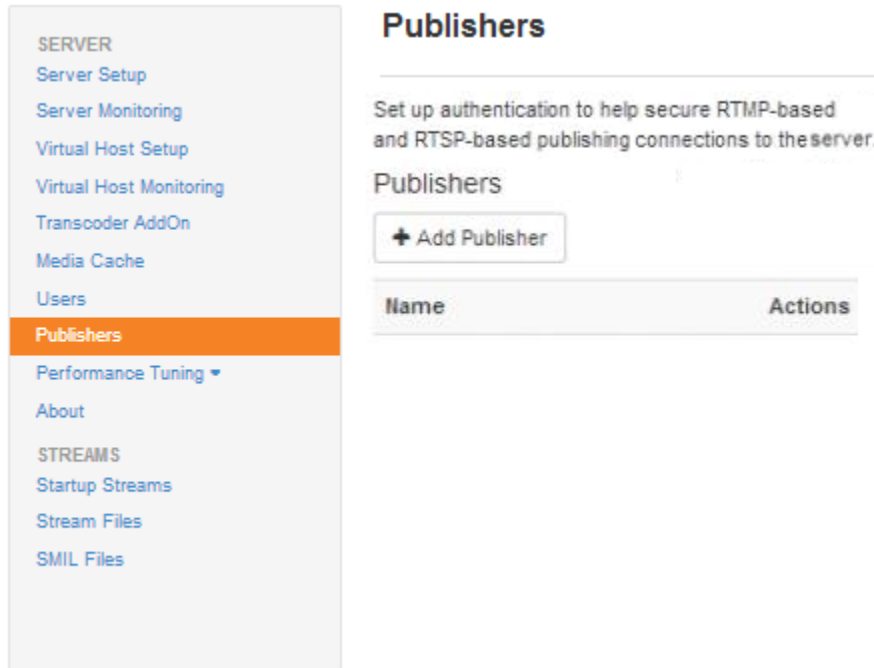 SERVER
Server Setup
Server Monitoring
Virtual Host Setup
Virtual Host Monitoring
Transcoder AddOn
Media Cache
Users
Publishers
Performance Tuning
About
STREAMS
Startup Streams
Stream Files
SMIL Files
Publishers
Set up authentication to help secure RTMP-based
and RTSP-based publishing connections to the server.
Publishers
+ Add Publisher
Name Actions